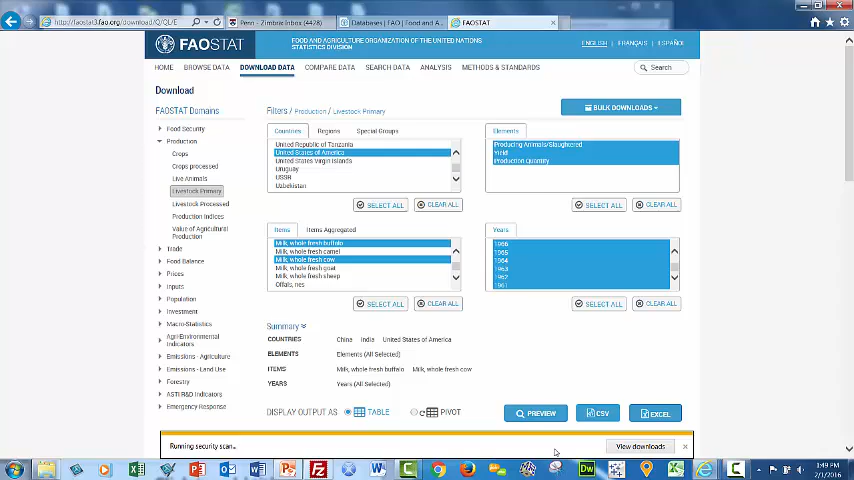 http://faostat3.fao.org/download/Q/QL/E
Penn - Zimbra: Inbox (4478)
Databases | FAO | Food and A...
FAOSTAT
FAOSTAT
FOOD AND AGRICULTURE ORGANIZATION OF THE UNITED NATIONS
STATISTICS DIVISION
ENGLISH FRANÇAIS ESPAÑOL
HOME BROWSE DATA DOWNLOAD DATA COMPARE DATA SEARCH DATA ANALYSIS METHODS & STANDARDS Search
Download
FAOSTAT Domains
Food Security
Production
Crops
Crops processed
Live Animals
Livestock Primary
Livestock Processed
Production Indices
Value of Agricultural
Production
Trade
Food Balance
Prices
Inputs
Population
Investment
Macro-Statistics
Agri-Environmental
Indicators
Emissions - Agriculture
Emissions - Land Use
Forestry
ASTI R&D Indicators
Emergency Response
Filters / Production / Livestock Primary
BULK DOWNLOADS
Countries Regions Special Groups
United Republic of Tanzania
United States of America
United States Virgin Islands
Uruguay
USSR
Uzbekistan
SELECT ALL CLEAR ALL
Elements
Producing Animals/Slaughtered
Yield
Production Quantity
SELECT ALL CLEAR ALL
Items Items Aggregated
Milk, whole fresh buffalo
Milk, whole fresh camel
Milk, whole fresh cow
Milk, whole fresh goat
Milk, whole fresh sheep
Offals, nes
SELECT ALL CLEAR ALL
Years
1966
1965
1964
1963
1962
1961
SELECT ALL CLEAR ALL
Summary
COUNTRIES China India United States of America
ELEMENTS Elements (All Selected)
ITEMS Milk, whole fresh buffalo Milk, whole fresh cow
YEARS Years (All Selected)
DISPLAY OUTPUT AS TABLE PIVOT
PREVIEW CSV EXCEL
Running security scan...
View downloads
1:49 PM
2/1/2016